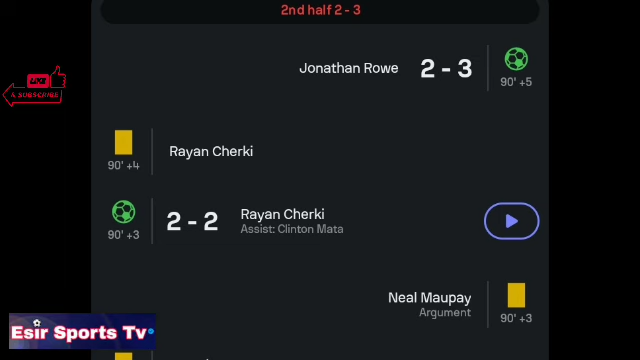 2nd half 2 - 3
Jonathan Rowe 2 - 3
90' +5
LIKE
& SUBSCRIBE
Rayan Cherki
90' +4
2 - 2 Rayan Cherki
Assist: Clinton Mata
90' +3
Neal Maupay
Argument
90' +3
Esir Sports Tv